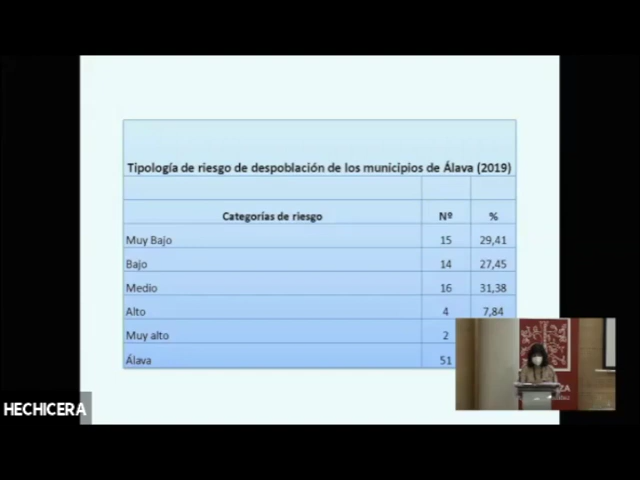 Tipología de riesgo de despoblación de los municipios de Álava (2019)
Categorías de riesgo Nº %
Muy Bajo 15 29,41
Bajo 14 27,45
Medio 16 31,38
Alto 4 7,84
Muy alto 2
Álava 51
HECHICERA